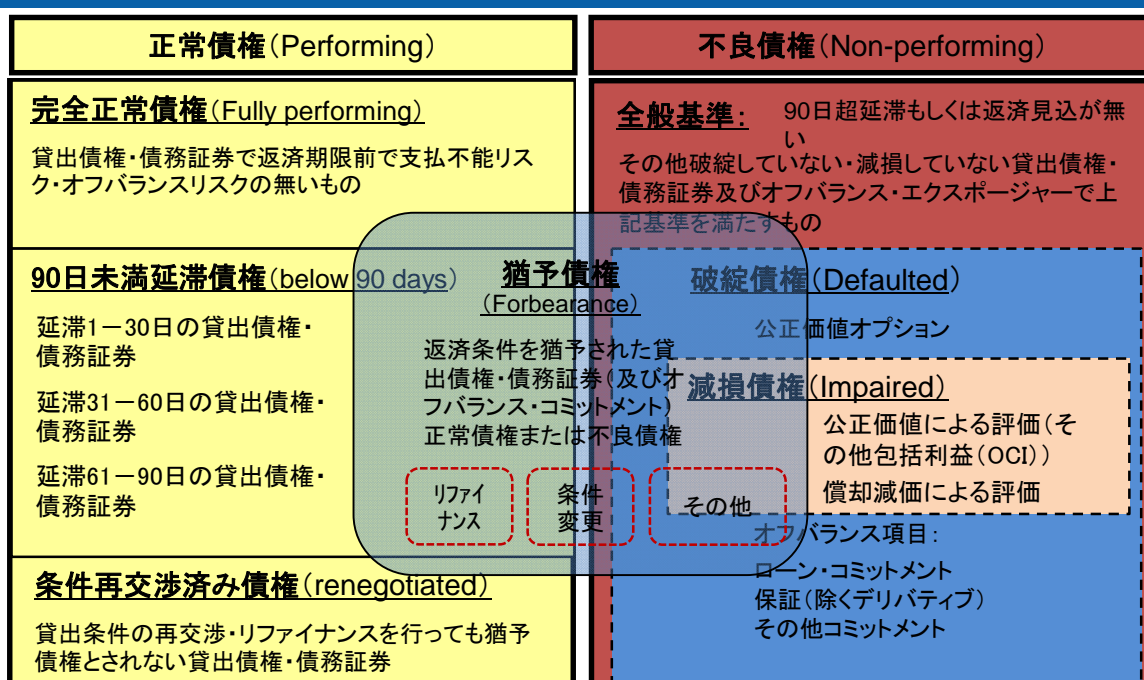 正常債権(Performing)
不良債権(Non-performing)
完全正常債権(Fully performing)
貸出債権・債務証券で返済期限前で支払不能リス
ク・オフバランスリスクの無いもの
全般基準:
90日超延滞もしくは返済見込が無
い
その他破綻していない・減損していない貸出債権・
債務証券及びオフバランス・エクスポージャーで上
記基準を満たすもの
90日未満延滞債権(below 90 days)
延滞1-30日の貸出債権・
債務証券
延滞31-60日の貸出債権・
債務証券
延滞61-90日の貸出債権・
債務証券
猶予債権
(Forbearance)
返済条件を猶予された貸
出債権・債務証券(及びオ
フバランス・コミットメント)
正常債権または不良債権
リファイ
ナンス
条件
変更
その他
破綻債権(Defaulted)
公正価値オプション
減損債権(Impaired)
公正価値による評価(そ
の他包括利益(OCI))
償却減価による評価
オフバランス項目:
ローン・コミットメント
保証(除くデリバティブ)
その他コミットメント
条件再交渉済み債権(renegotiated)
貸出条件の再交渉・リファイナンスを行っても猶予
債権とされない貸出債権・債務証券